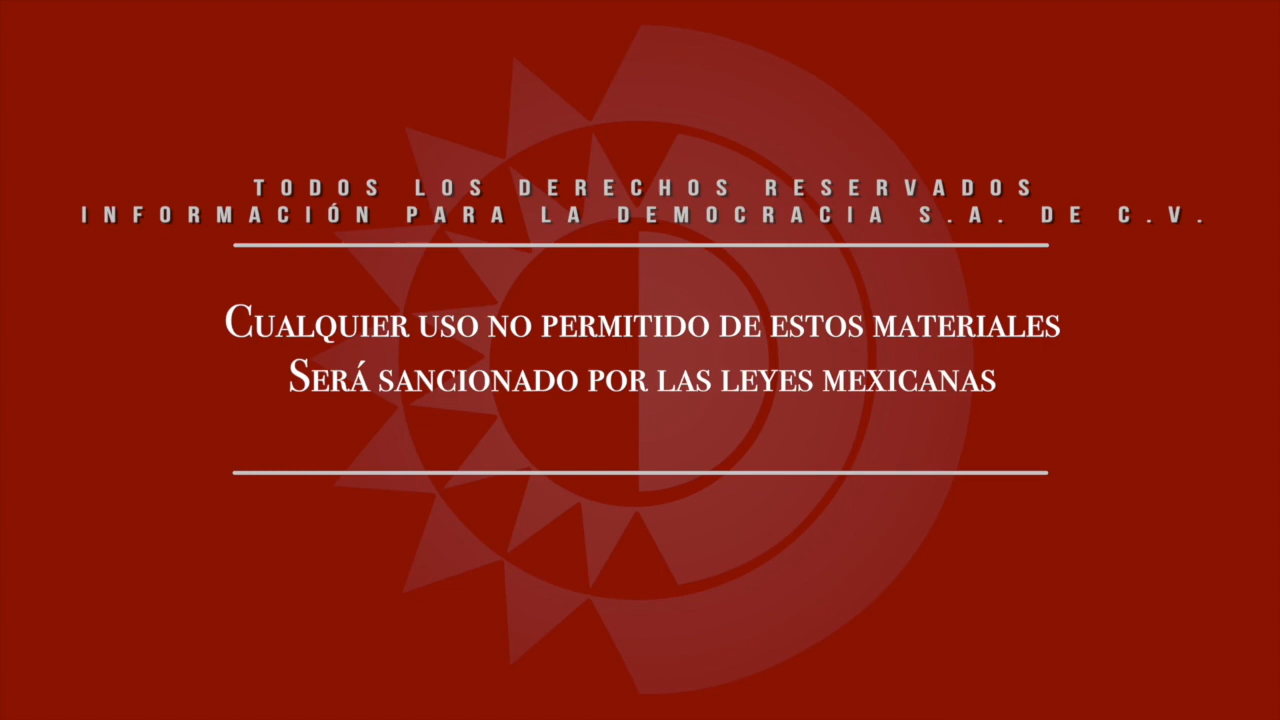 TODOS LOS DERECHOS RESERVADOS
INFORMACIÓN PARA LA DEMOCRACIA S.A. DE C.V.
Cualquier uso no permitido de estos materiales
Será sancionado por las leyes mexicanas